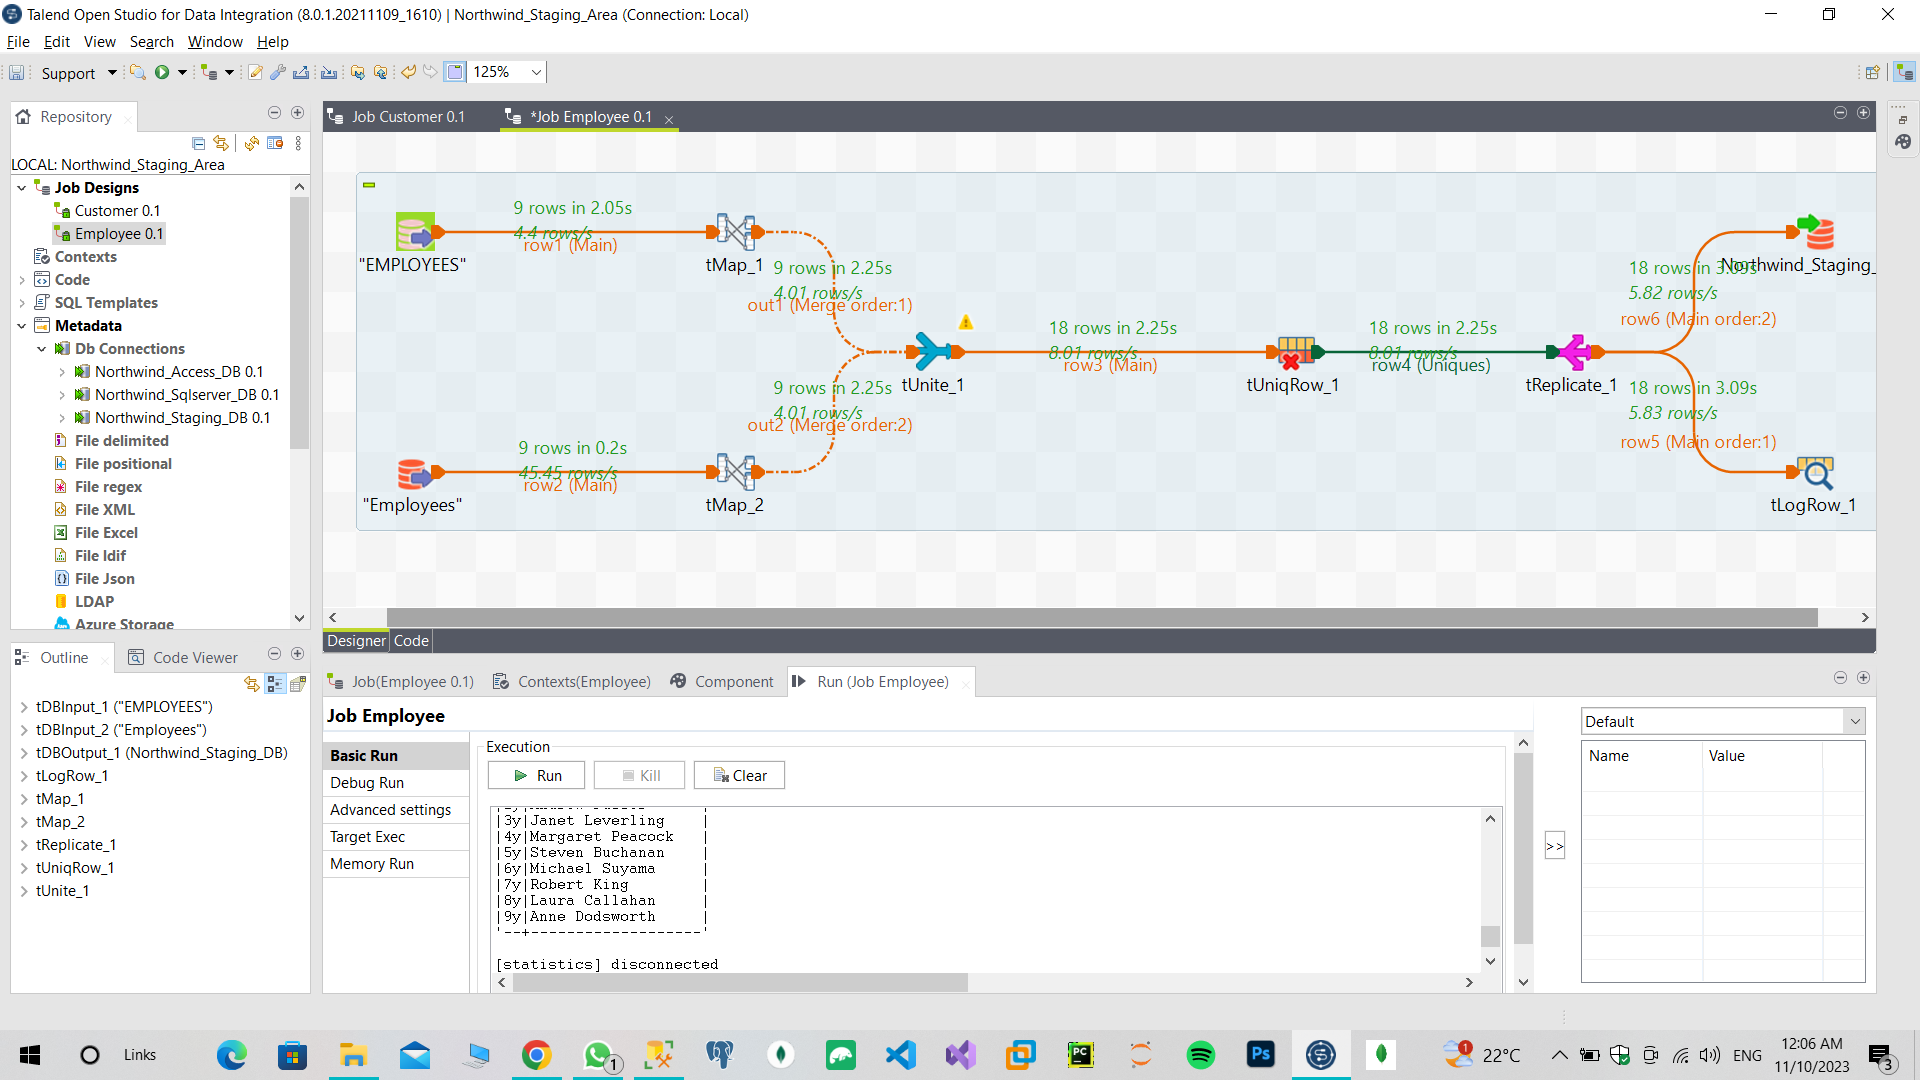 Talend Open Studio for Data Integration (8.0.1.20211109_1610) | Northwind_Staging_Area (Connection: Local)
File Edit View Search Window Help
Support 125%
Repository
LOCAL: Northwind_Staging_Area
Job Designs
Customer 0.1
Employee 0.1
Contexts
Code
SQL Templates
Metadata
Db Connections
Northwind_Access_DB 0.1
Northwind_Sqlserver_DB 0.1
Northwind_Staging_DB 0.1
File delimited
File positional
File regex
File XML
File Excel
File ldif
File Json
LDAP
Azure Storage
Job Customer 0.1 *Job Employee 0.1
9 rows in 2.05s
4.4 rows/s
row1 (Main)
"EMPLOYEES"
tMap_1
9 rows in 2.25s
4.01 rows/s
out1 (Merge order:1)
tUnite_1
9 rows in 2.25s
4.01 rows/s
out2 (Merge order:2)
9 rows in 0.2s
45.45 rows/s
row2 (Main)
"Employees"
tMap_2
18 rows in 2.25s
8.01 rows/s
row3 (Main)
tUniqRow_1
18 rows in 2.25s
8.01 rows/s
row4 (Uniques)
tReplicate_1
18 rows in 3.09s
5.82 rows/s
row6 (Main order:2)
Northwind_Staging_
18 rows in 3.09s
5.83 rows/s
row5 (Main order:1)
tLogRow_1
Designer Code
Outline Code Viewer
tDBInput_1 ("EMPLOYEES")
tDBInput_2 ("Employees")
tDBOutput_1 (Northwind_Staging_DB)
tLogRow_1
tMap_1
tMap_2
tReplicate_1
tUniqRow_1
tUnite_1
Job(Employee 0.1) Contexts(Employee) Component Run (Job Employee)
Job Employee
Basic Run
Debug Run
Advanced settings
Target Exec
Memory Run
Execution
Run Kill Clear
|3y|Janet Leverling |
|4y|Margaret Peacock |
|5y|Steven Buchanan |
|6y|Michael Suyama |
|7y|Robert King |
|8y|Laura Callahan |
|9y|Anne Dodsworth |
'--+-------------------'
[statistics] disconnected
>>
Default
Name Value
Links
1
PC
Ps
1
22°C
ENG
12:06 AM
11/10/2023
3